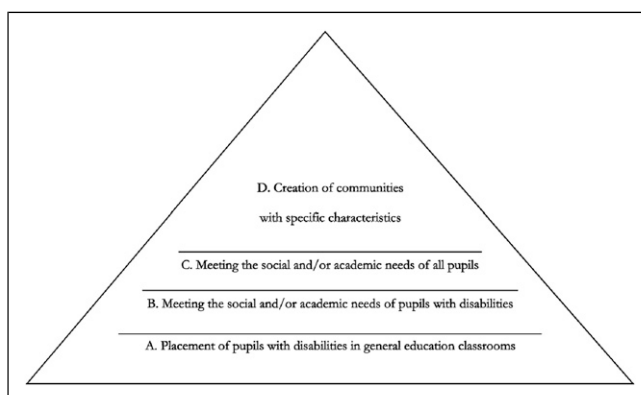 D. Creation of communities
with specific characteristics
C. Meeting the social and/or academic needs of all pupils
B. Meeting the social and/or academic needs of pupils with disabilities
A. Placement of pupils with disabilities in general education classrooms